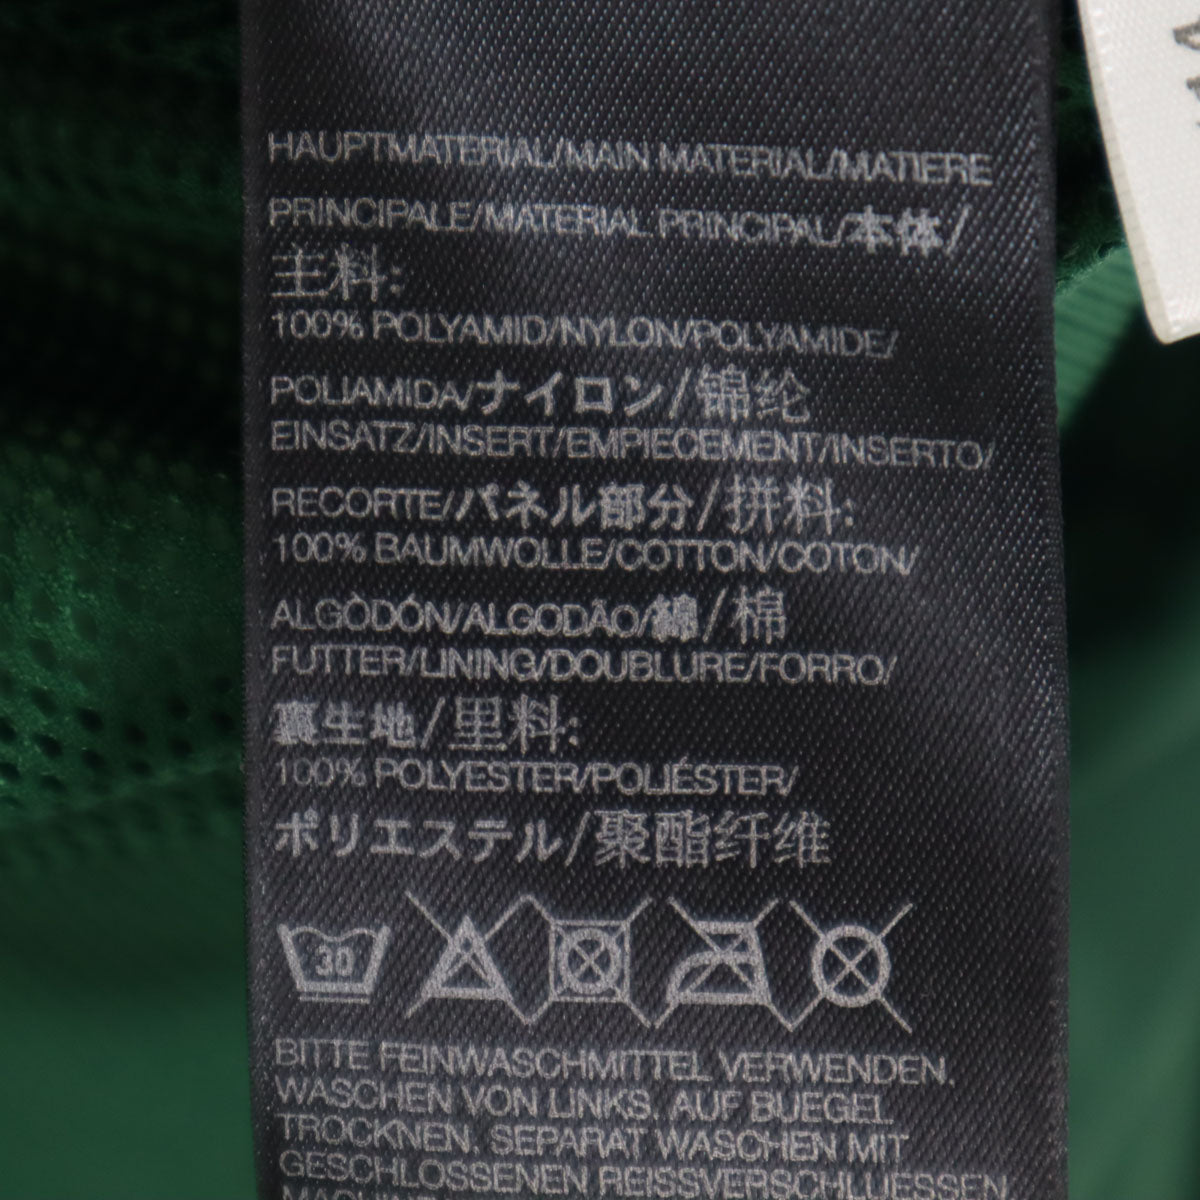 HAUPTMATERIAL/MAIN MATERIAL/MATIERE
PRINCIPALE/MATERIAL PRINCIPAL/本体/
主料:
100% POLYAMID/NYLON/POLYAMIDE/
POLIAMIDA/ナイロン/锦纶
EINSATZ/INSERT/EMPIECEMENT/INSERTO/
RECORTE/パネル部分/拼料:
100% BAUMWOLLE/COTTON/COTON/
ALGÒDÓN/ALGODÃO/綿/棉
FUTTER/LINING/DOUBLURE/FORRO/
裏生地/里料:
100% POLYESTER/POLIÉSTER/
ポリエステル/聚酯纤维
30
BITTE FEINWASCHMITTEL VERWENDEN.
WASCHEN VON LINKS. AUF BUEGEL
TROCKNEN. SEPARAT WASCHEN MIT
GESCHLOSSENEN REISSVERSCHLUESSEN